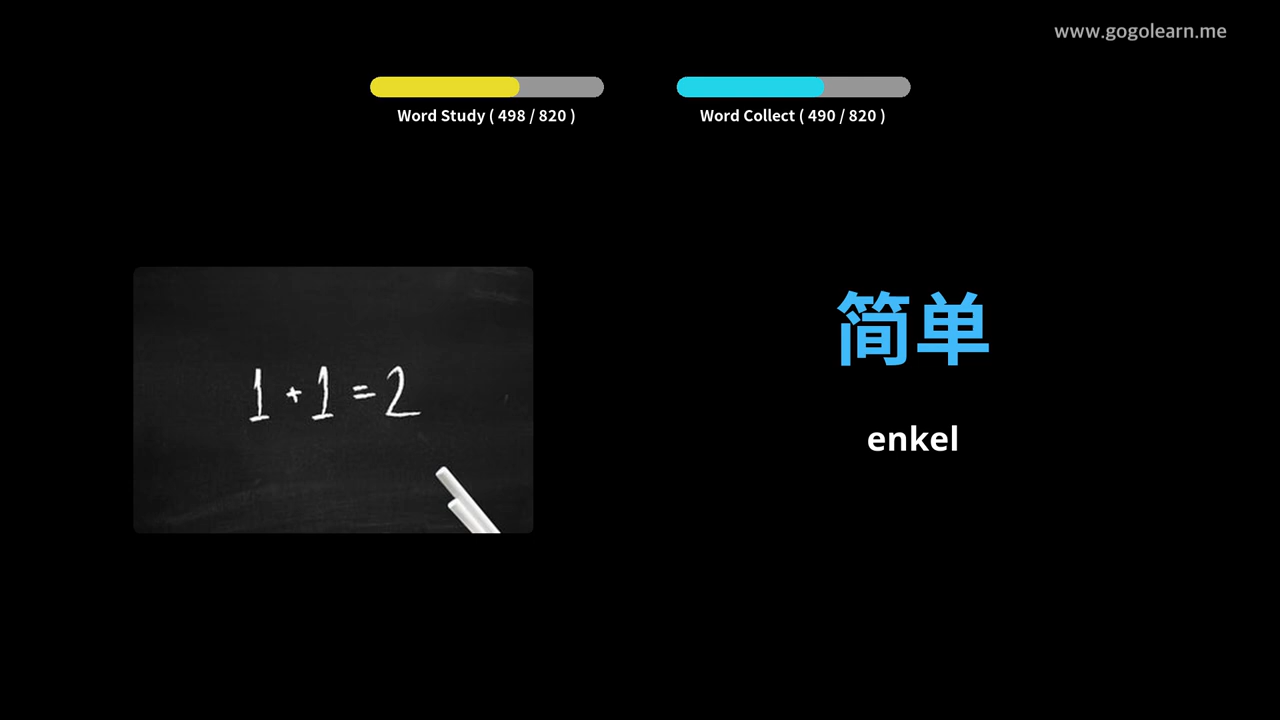 www.gogolearn.me
Word Study ( 498 / 820 )
Word Collect ( 490 / 820 )
1 + 1 = 2
简单
enkel